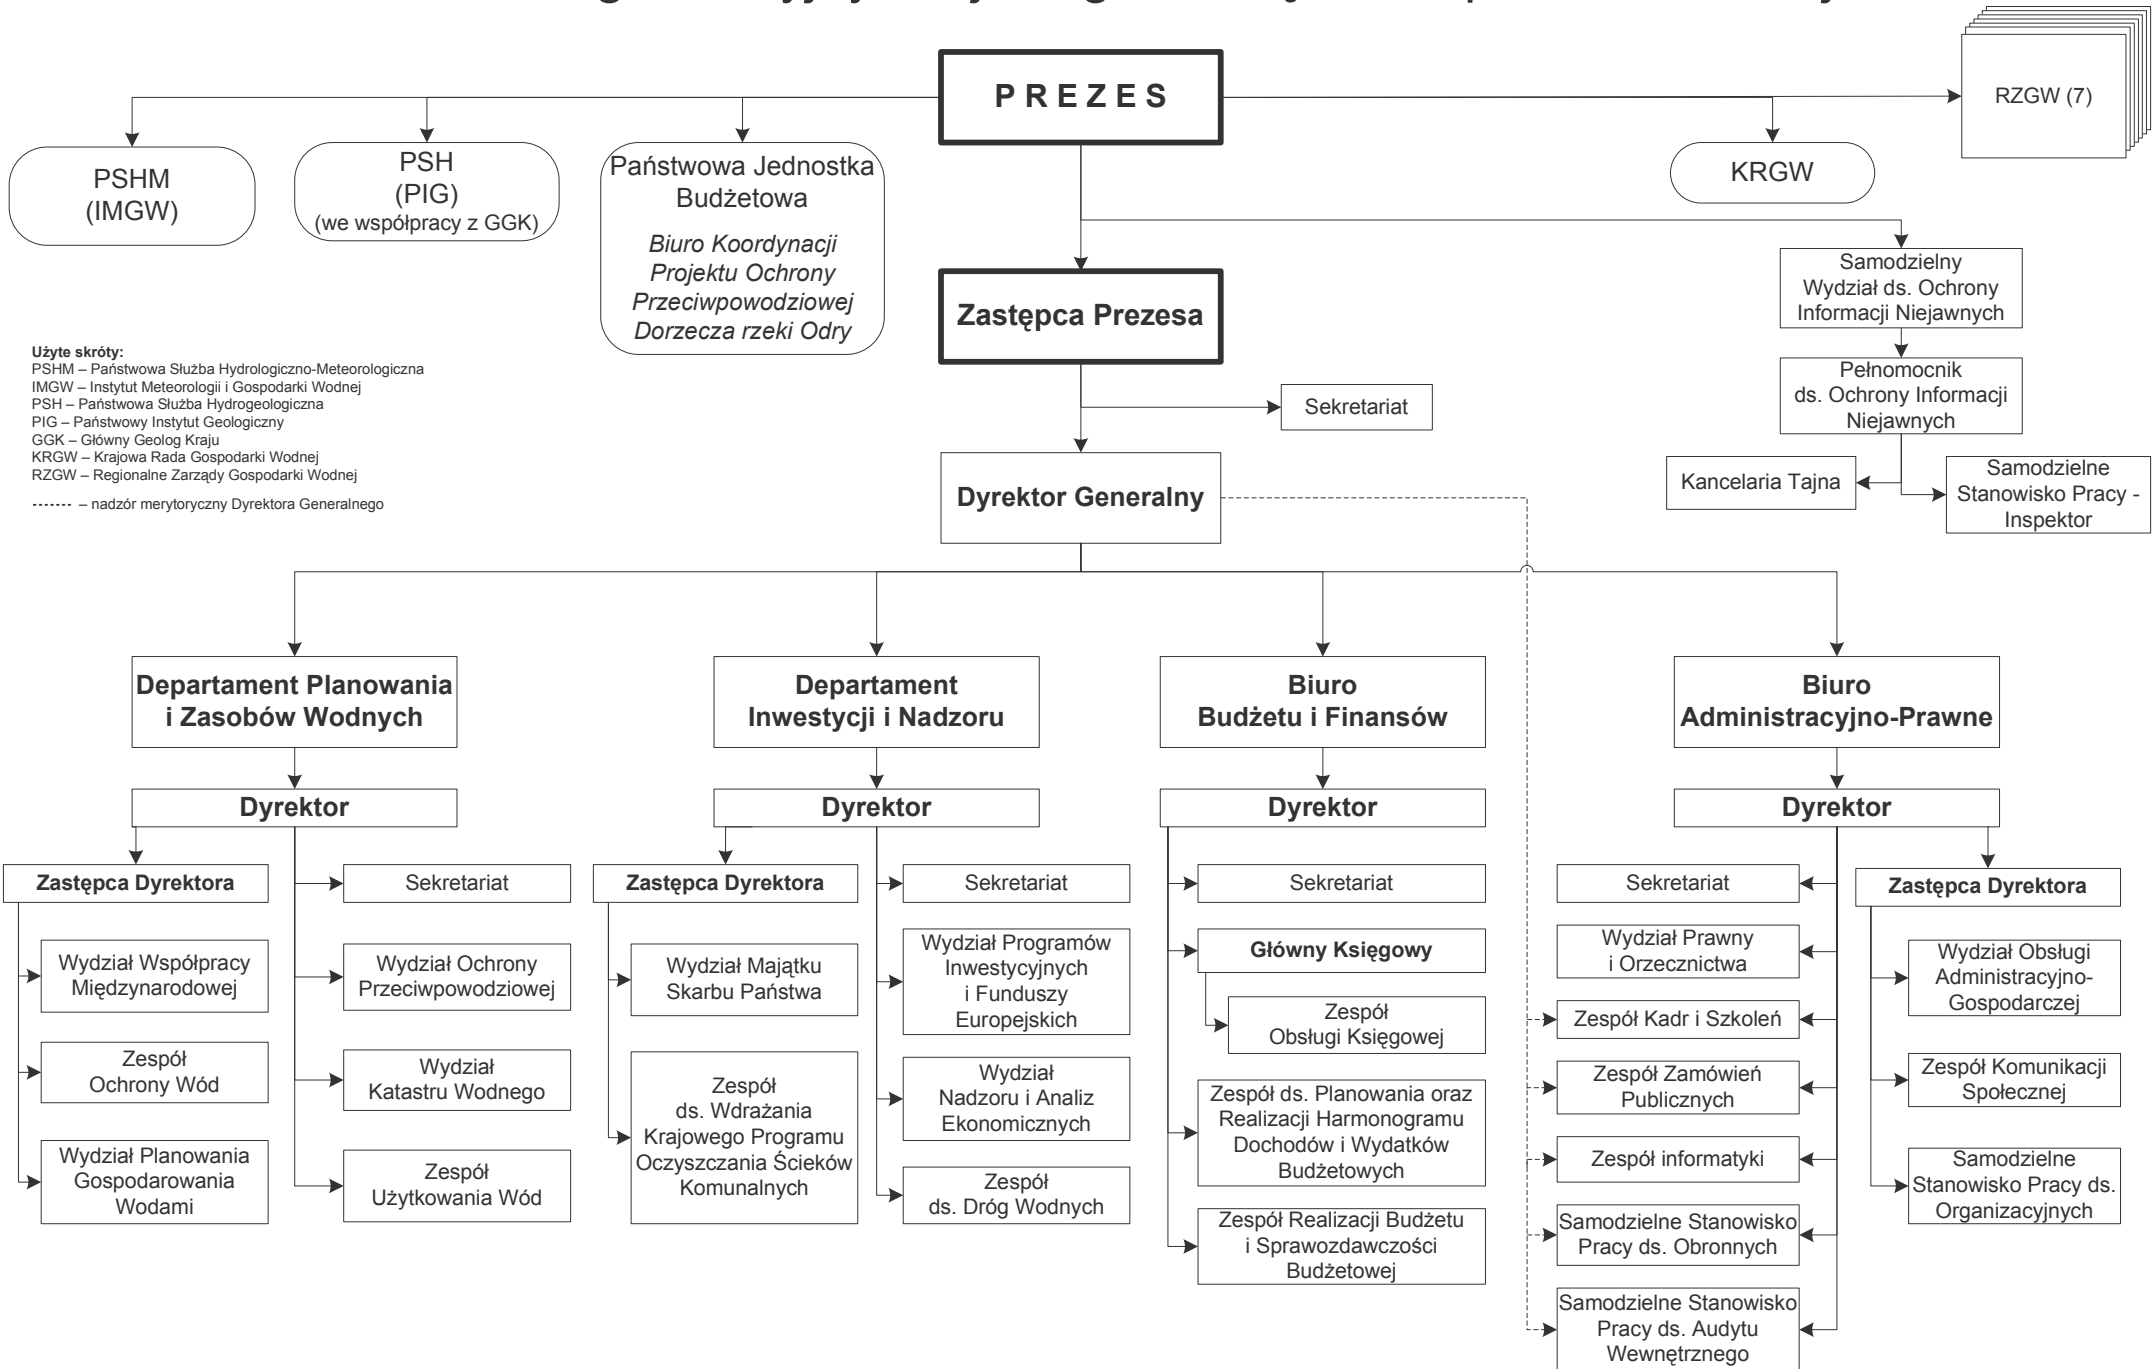 P R E Z E S
RZGW (7)
PSHM
(IMGW)
PSH
(PIG)
(we współpracy z GGK)
Państwowa Jednostka
Budżetowa
Biuro Koordynacji
Projektu Ochrony
Przeciwpowodziowej
Dorzecza rzeki Odry
KRGW
Zastępca Prezesa
Samodzielny
Wydział ds. Ochrony
Informacji Niejawnych
Pełnomocnik
ds. Ochrony Informacji
Niejawnych
Kancelaria Tajna
Samodzielne
Stanowisko Pracy -
Inspektor
Użyte skróty:
PSHM – Państwowa Służba Hydrologiczno-Meteorologiczna
IMGW – Instytut Meteorologii i Gospodarki Wodnej
PSH – Państwowa Służba Hydrogeologiczna
PIG – Państwowy Instytut Geologiczny
GGK – Główny Geolog Kraju
KRGW – Krajowa Rada Gospodarki Wodnej
RZGW – Regionalne Zarządy Gospodarki Wodnej
------- – nadzór merytoryczny Dyrektora Generalnego
Sekretariat
Dyrektor Generalny
Departament Planowania
i Zasobów Wodnych
Dyrektor
Zastępca Dyrektora
Wydział Współpracy
Międzynarodowej
Zespół
Ochrony Wód
Wydział Planowania
Gospodarowania
Wodami
Sekretariat
Wydział Ochrony
Przeciwpowodziowej
Wydział
Katastru Wodnego
Zespół
Użytkowania Wód
Departament
Inwestycji i Nadzoru
Dyrektor
Zastępca Dyrektora
Wydział Majątku
Skarbu Państwa
Zespół
ds. Wdrażania
Krajowego Programu
Oczyszczania Ścieków
Komunalnych
Sekretariat
Wydział Programów
Inwestycyjnych
i Funduszy
Europejskich
Wydział
Nadzoru i Analiz
Ekonomicznych
Zespół
ds. Dróg Wodnych
Biuro
Budżetu i Finansów
Dyrektor
Sekretariat
Główny Księgowy
Zespół
Obsługi Księgowej
Zespół ds. Planowania oraz
Realizacji Harmonogramu
Dochodów i Wydatków
Budżetowych
Zespół Realizacji Budżetu
i Sprawozdawczości
Budżetowej
Biuro
Administracyjno-Prawne
Dyrektor
Sekretariat
Wydział Prawny
i Orzecznictwa
Zespół Kadr i Szkoleń
Zespół Zamówień
Publicznych
Zespół informatyki
Samodzielne Stanowisko
Pracy ds. Obronnych
Samodzielne Stanowisko
Pracy ds. Audytu
Wewnętrznego
Zastępca Dyrektora
Wydział Obsługi
Administracyjno-
Gospodarczej
Zespół Komunikacji
Społecznej
Samodzielne
Stanowisko Pracy ds.
Organizacyjnych